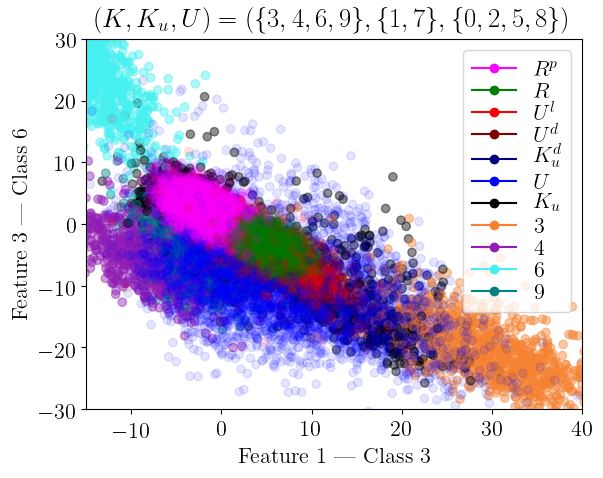 (K, K_u, U) = ({3, 4, 6, 9}, {1, 7}, {0, 2, 5, 8})
30
20
10
0
−10
−20
−30
Feature 3 — Class 6
R^p
R
U^l
U^d
K_u^d
U
K_u
3
4
6
9
−10
0
10
20
30
40
Feature 1 — Class 3